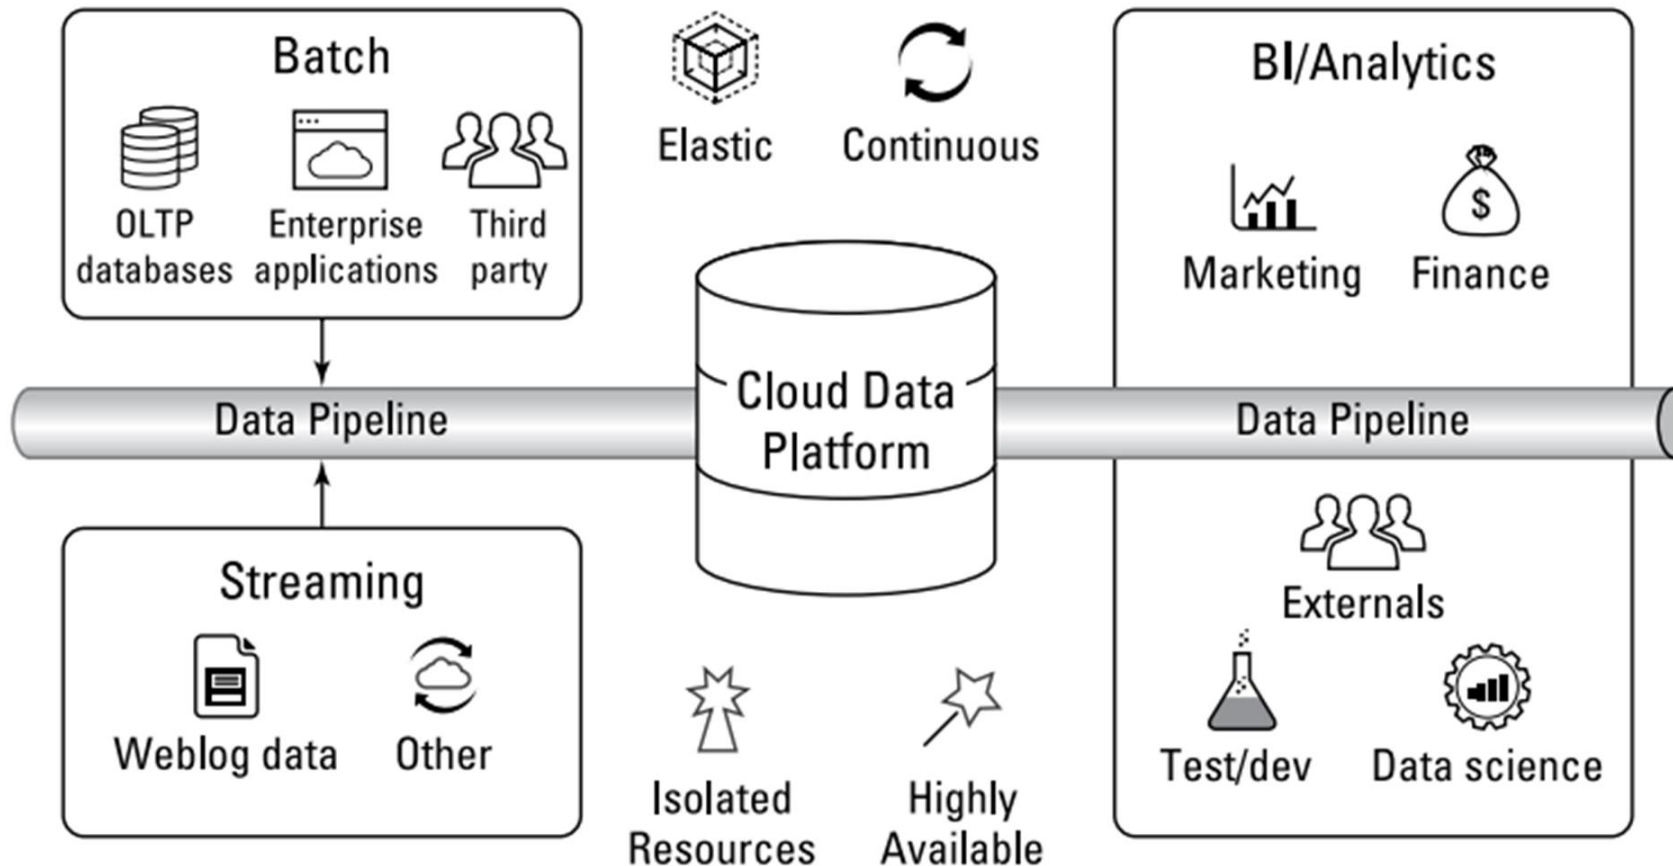 Batch
OLTP
databases
Enterprise
applications
Third
party
Elastic
Continuous
BI/Analytics
Marketing
Finance
Data Pipeline
Cloud Data
Platform
Data Pipeline
Streaming
Weblog data
Other
Isolated
Resources
Highly
Available
$
Externals
Test/dev
Data science